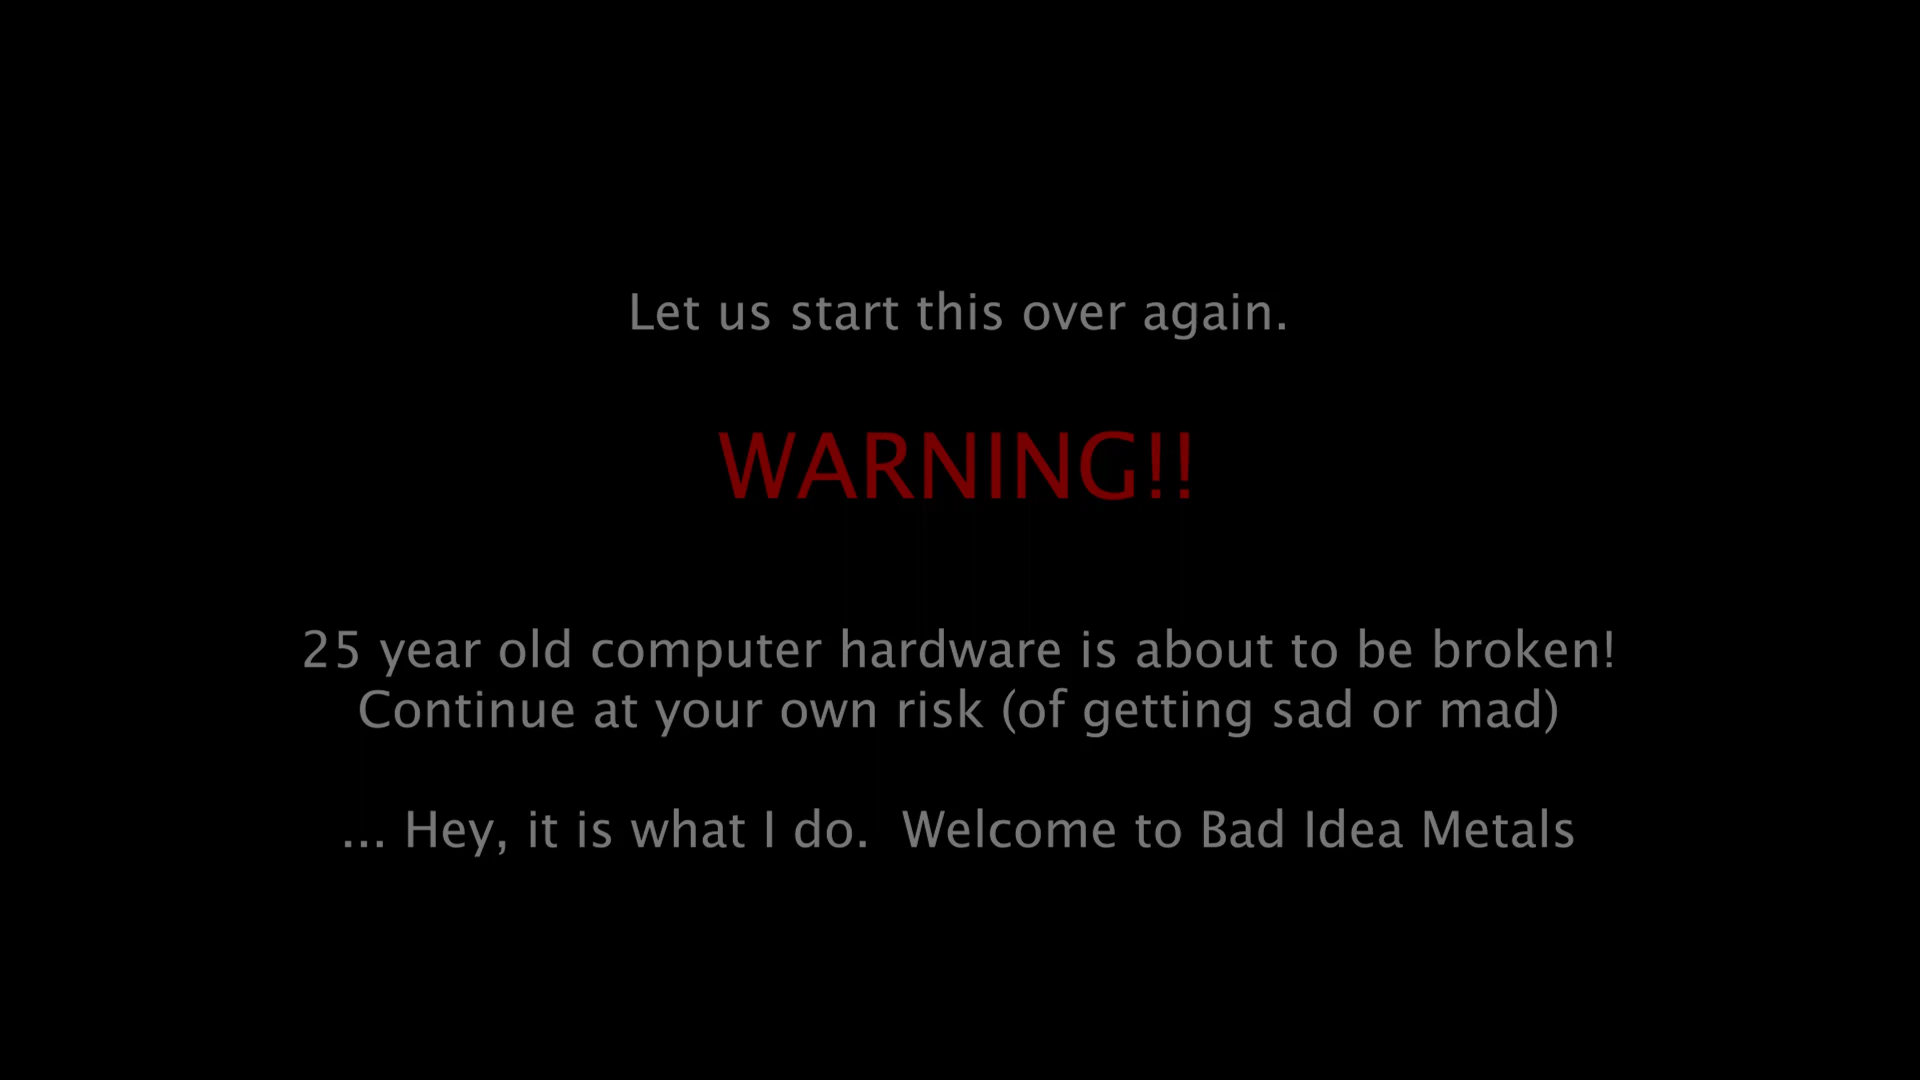 Let us start this over again.
WARNING!!
25 year old computer hardware is about to be broken!
Continue at your own risk (of getting sad or mad)
... Hey, it is what I do.  Welcome to Bad Idea Metals